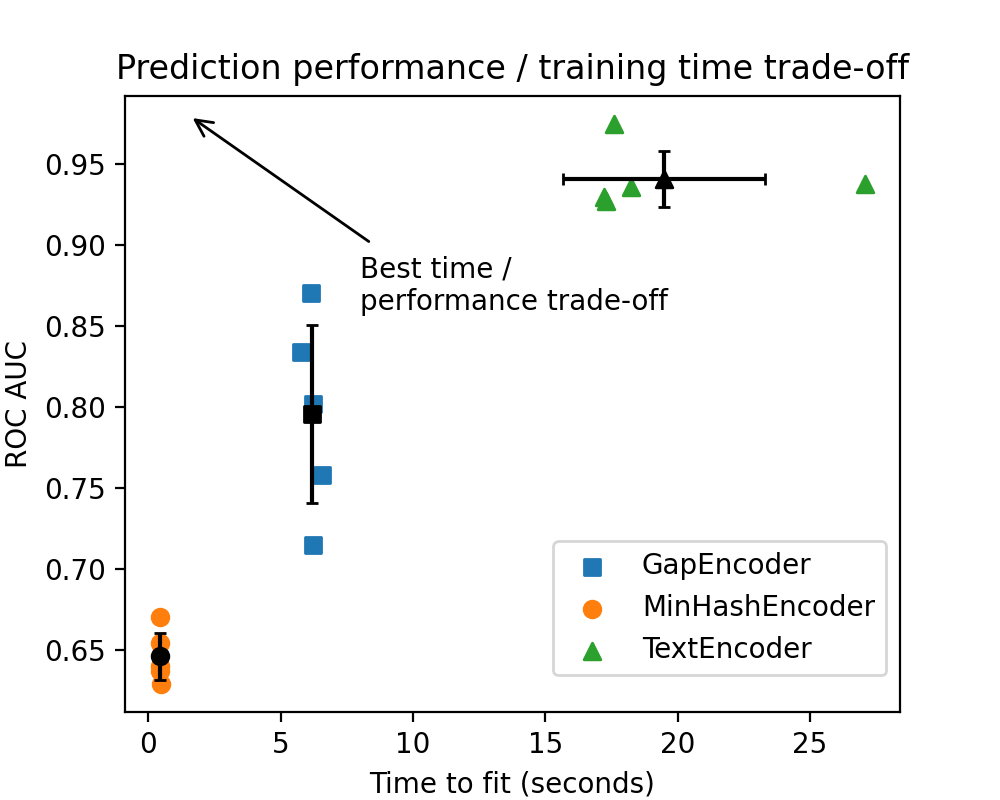 Prediction performance / training time trade-off
0.95
0.90
0.85
0.80
0.75
0.70
0.65
ROC AUC
Best time /
performance trade-off
GapEncoder
MinHashEncoder
TextEncoder
0
5
10
15
20
25
Time to fit (seconds)